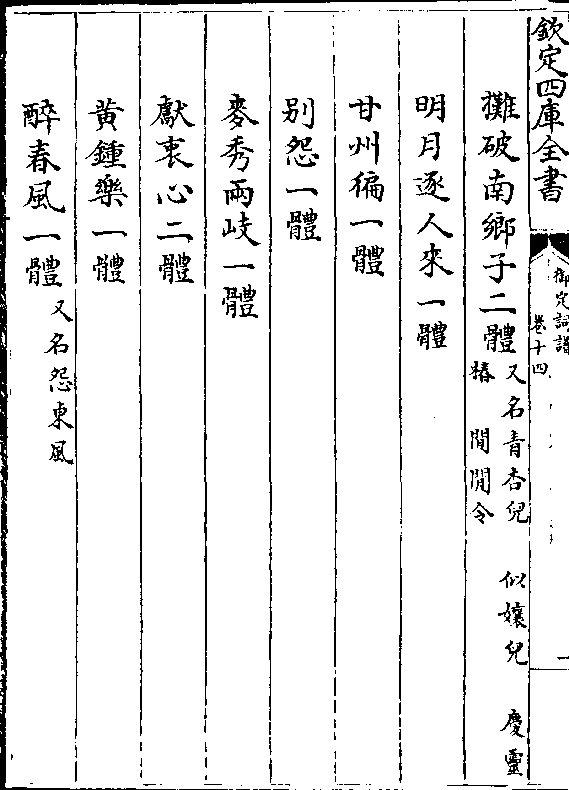 欽定四庫全書
御定詞譜
卷十四
一
攤破南鄉子二體
又名青杏兒　似孃兒　慶靈
椿　閒閒令
明月逐人來一體
甘州徧一體
别怨一體
麥秀兩岐一體
獻衷心二體
黃鍾樂一體
醉春風一體
又名怨東風